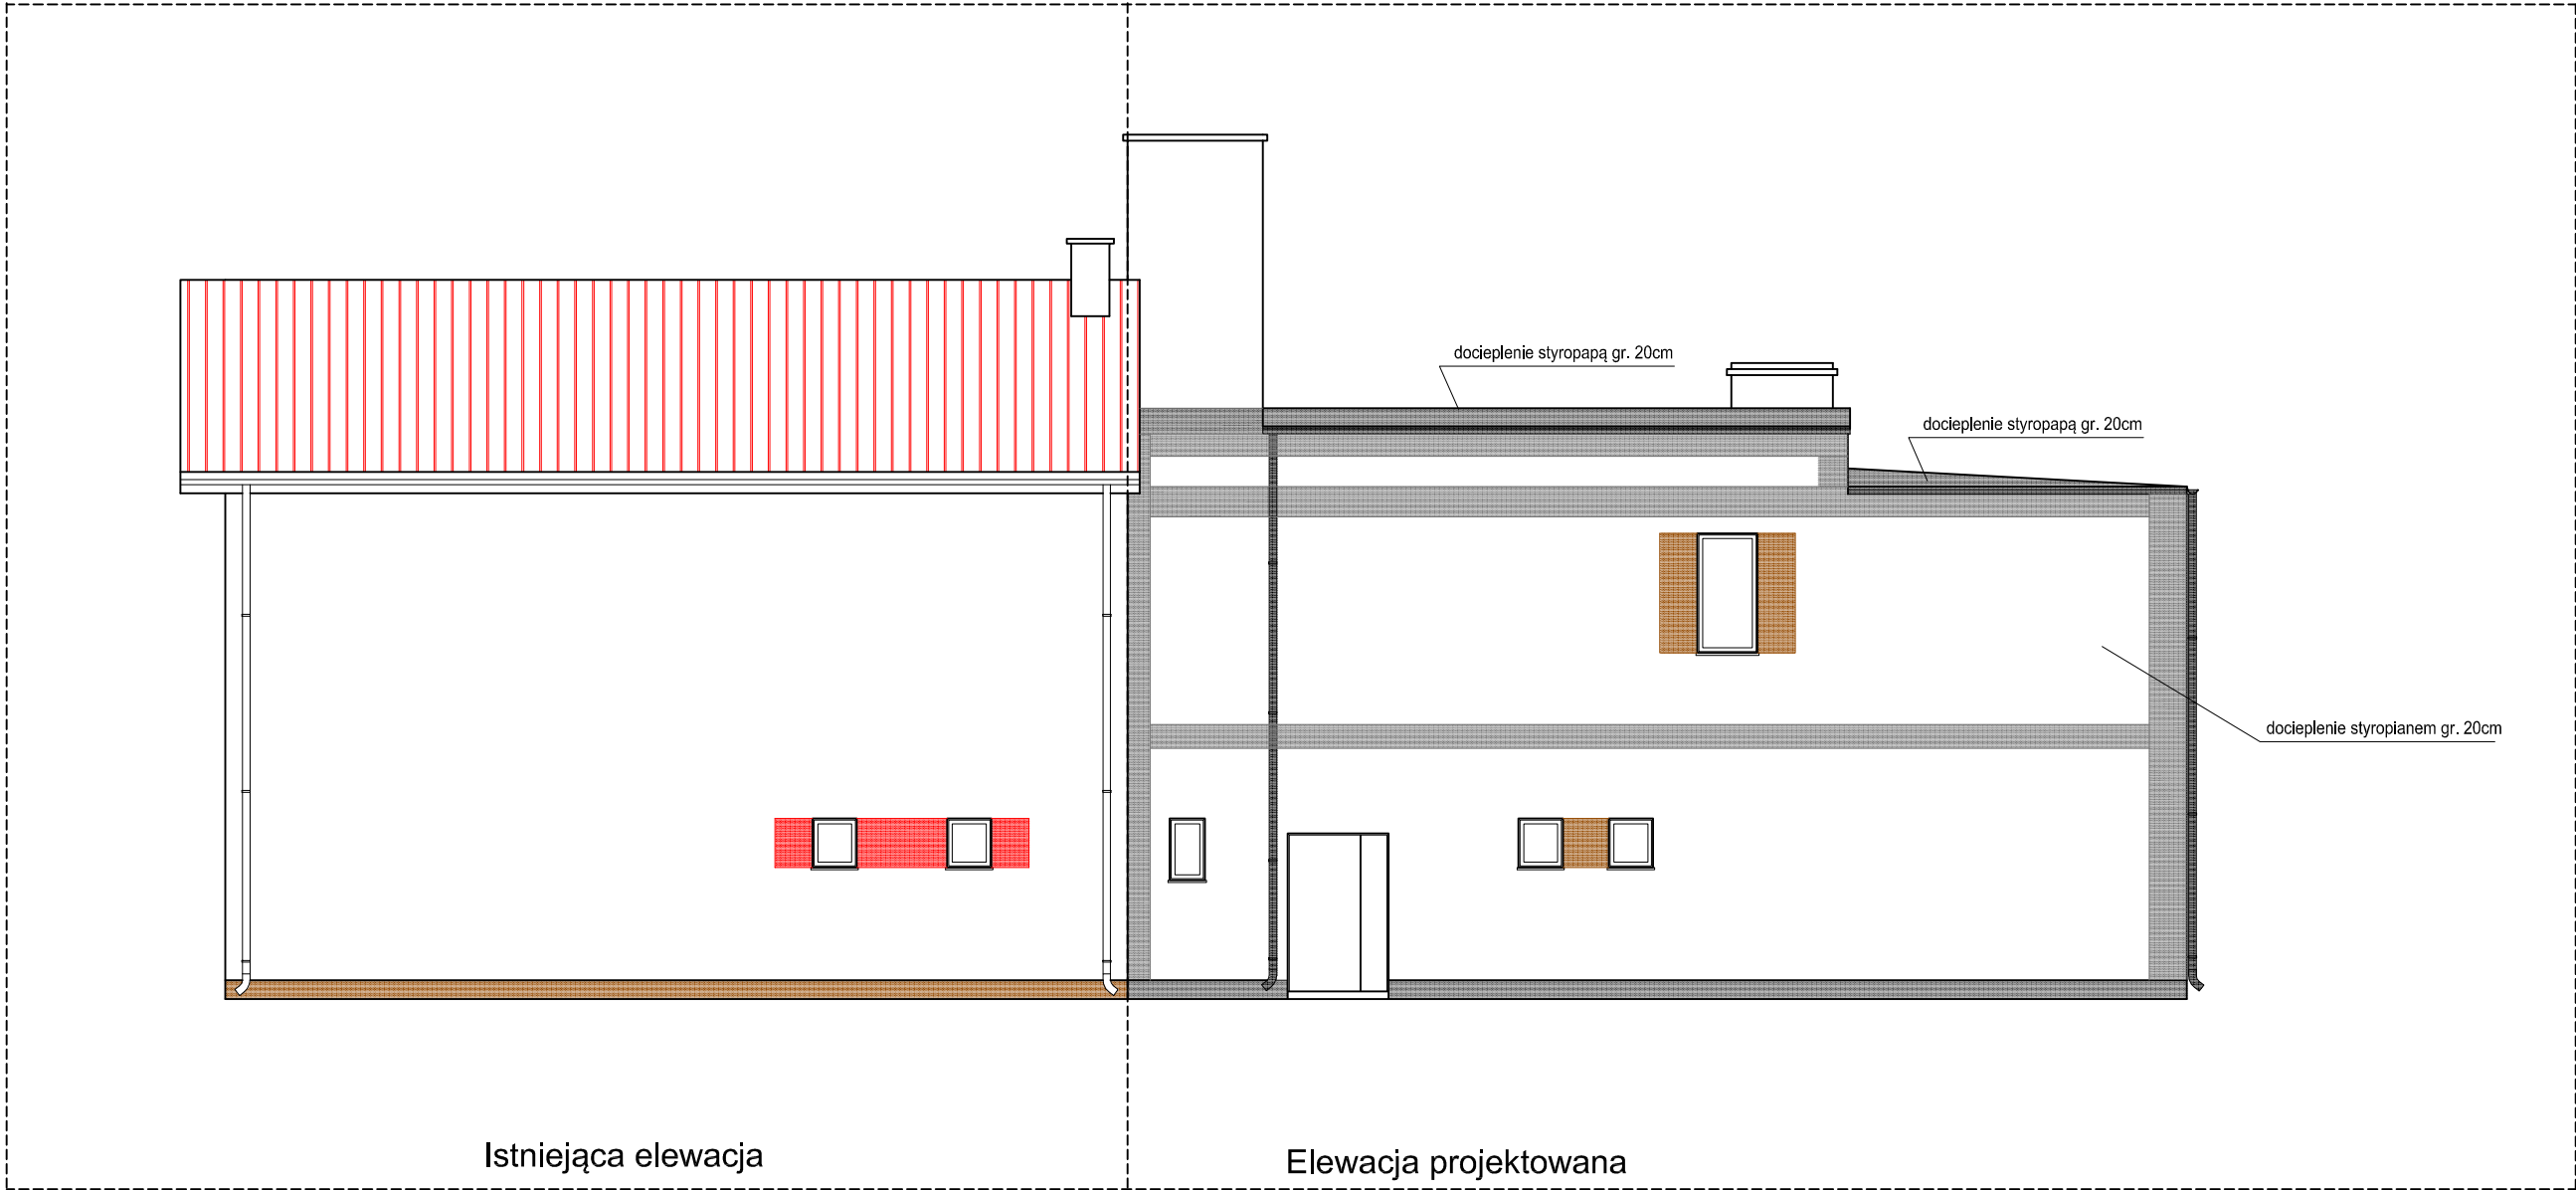 docieplenie styropapą gr. 20cm
docieplenie styropapą gr. 20cm
docieplenie styropianem gr. 20cm
Istniejąca elewacja
Elewacja projektowana